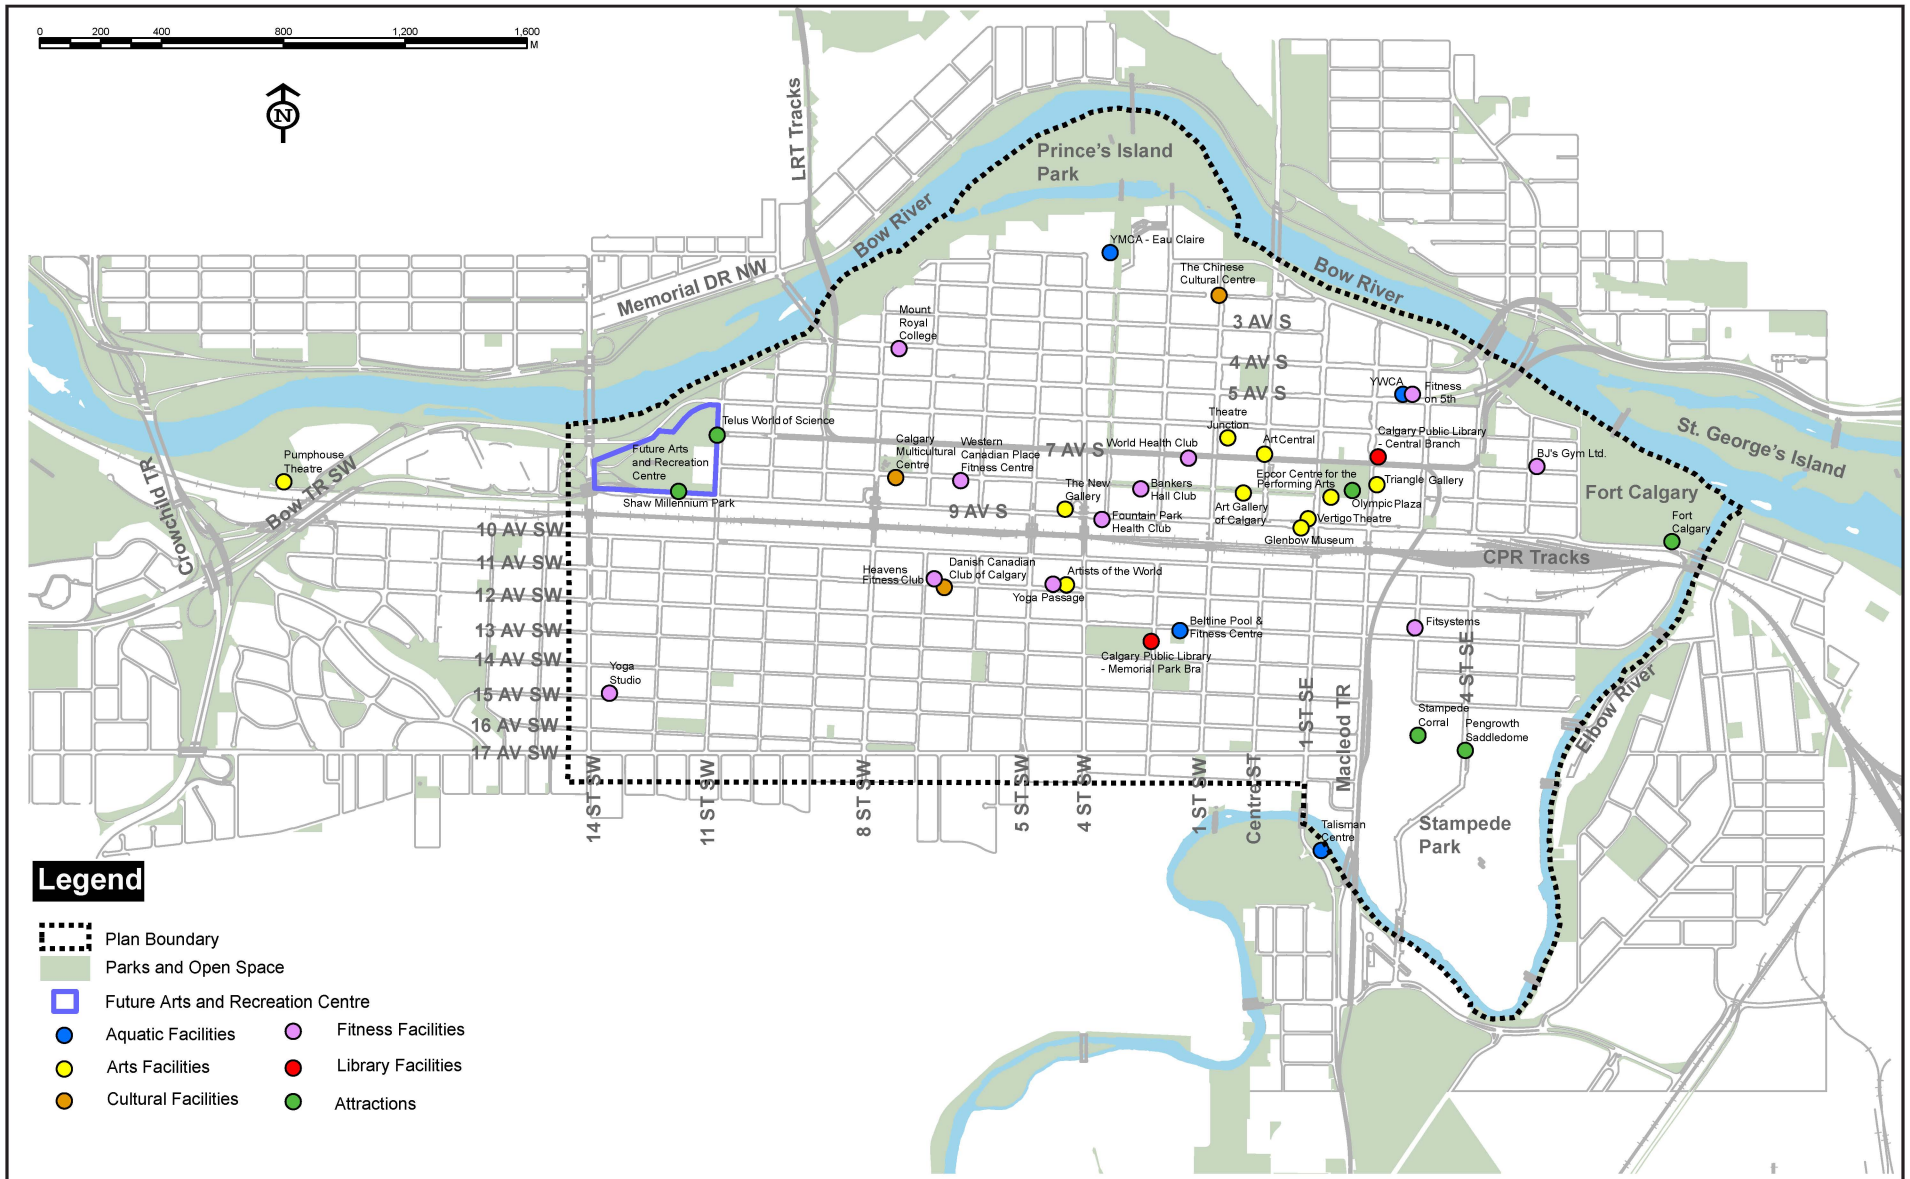 0 200 400 800 1,200 1,600
M
N
LRT Tracks
Prince's Island
Park
Bow River
YMCA - Eau Claire
The Chinese
Cultural Centre
Bow River
Memorial DR NW
Mount
Royal
College
3 AV S
4 AV S
5 AV S
YWCA
Fitness
on 5th
Telus World of Science
Theatre
Junction
Art Central
Calgary Public Library
- Central Branch
St. George's Island
Future Arts
and Recreation
Centre
Calgary
Multicultural
Centre
Western
Canadian Place
Fitness Centre
7 AV S
World Health Club
BJ's Gym Ltd.
Pumphouse
Theatre
Crowchild TR
Bow TR SW
Shaw Millennium Park
The New
Gallery
Bankers
Hall Club
Epcor Centre for the
Performing Arts
Triangle Gallery
Olympic Plaza
Fort Calgary
9 AV S
Fountain Park
Health Club
Art Gallery
of Calgary
Vertigo Theatre
Glenbow Museum
Fort
Calgary
10 AV SW
CPR Tracks
11 AV SW
Heavens
Fitness Club
Danish Canadian
Club of Calgary
Artists of the World
Yoga Passage
12 AV SW
13 AV SW
Beltline Pool &
Fitness Centre
Fitsystems
14 AV SW
Calgary Public Library
- Memorial Park Bra
Yoga
Studio
15 AV SW
4 ST SE
Elbow River
1 ST SE
Macleod TR
16 AV SW
Stampede
Corral
Pengrowth
Saddledome
17 AV SW
14 ST SW
11 ST SW
8 ST SW
5 ST SW
4 ST SW
1 ST SW
Centre ST
Talisman
Centre
Stampede
Park
Legend
Plan Boundary
Parks and Open Space
Future Arts and Recreation Centre
Aquatic Facilities
Fitness Facilities
Arts Facilities
Library Facilities
Cultural Facilities
Attractions